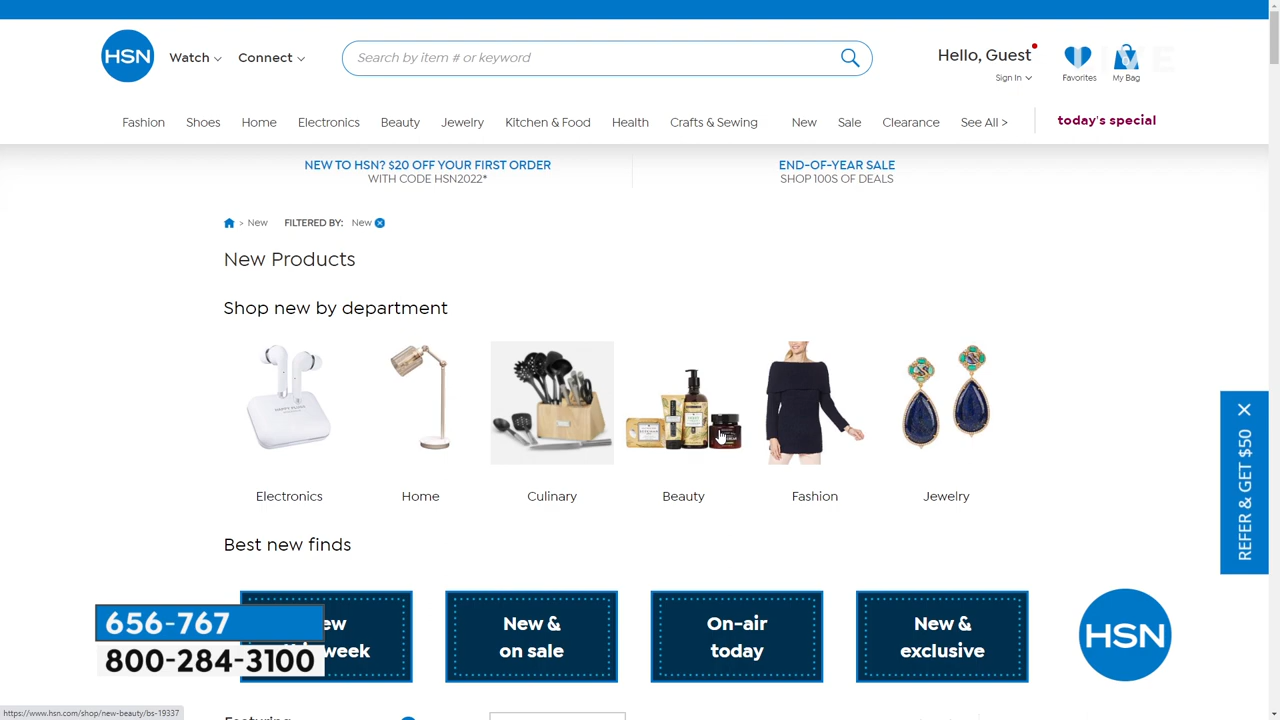 HSN
Watch
Connect
Search by item # or keyword
Hello, Guest
Sign In
Favorites
My Bag
Fashion
Shoes
Home
Electronics
Beauty
Jewelry
Kitchen & Food
Health
Crafts & Sewing
New
Sale
Clearance
See All >
today's special
NEW TO HSN? $20 OFF YOUR FIRST ORDER
WITH CODE HSN2022*
END-OF-YEAR SALE
SHOP 100S OF DEALS
> New
FILTERED BY: New
New Products
Shop new by department
Electronics
Home
Culinary
Beauty
Fashion
Jewelry
REFER & GET $50
Best new finds
New &
on sale
On-air
today
New &
exclusive
656-767
800-284-3100
HSN
https://www.hsn.com/shop/new-beauty/bs-19337